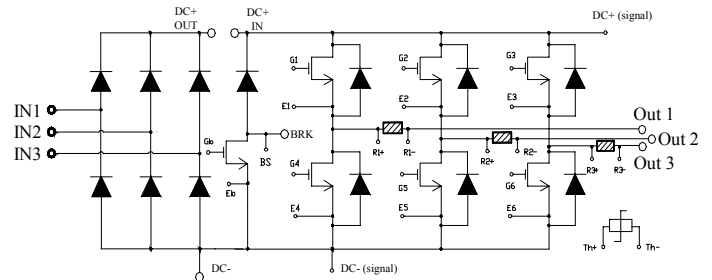 DC+ OUT
DC+ IN
DC+ (signal)
G1
G2
G3
IN1
IN2
IN3
E1
E2
E3
BRK
Out 1
Out 2
Out 3
BS
R1+
R1-
R2+
R2-
R3+
R3-
G4
G5
G6
E4
E5
E6
Th+
Th-
DC-
DC- (signal)